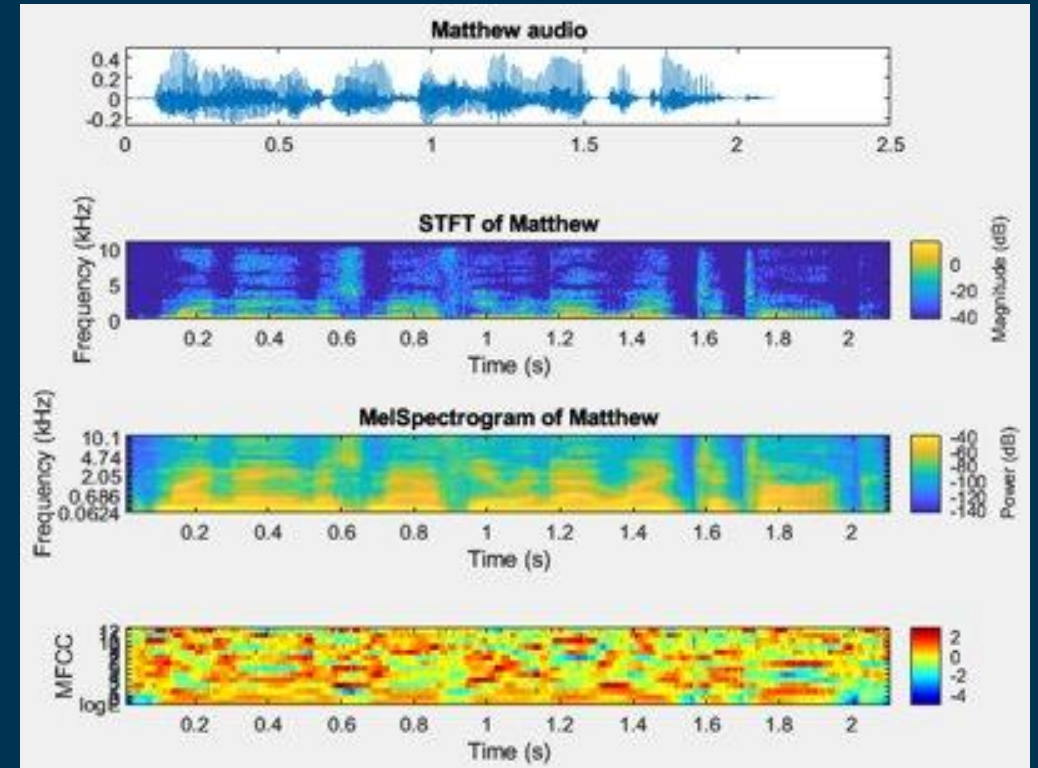 Matthew audio
0.4
0.2
0
-0.2
0 0.5 1 1.5 2 2.5
STFT of Matthew
Frequency (kHz)
10
5
0
0.2 0.4 0.6 0.8 1 1.2 1.4 1.6 1.8 2
Time (s)
0
-20
-40
Magnitude (dB)
MelSpectrogram of Matthew
Frequency (kHz)
10.1
4.74
2.05
0.686
0.0624
0.2 0.4 0.6 0.8 1 1.2 1.4 1.6 1.8 2
Time (s)
-40
-60
-80
-100
-120
-140
Power (dB)
MFCC
12
logE
0.2 0.4 0.6 0.8 1 1.2 1.4 1.6 1.8 2
Time (s)
2
0
-2
-4